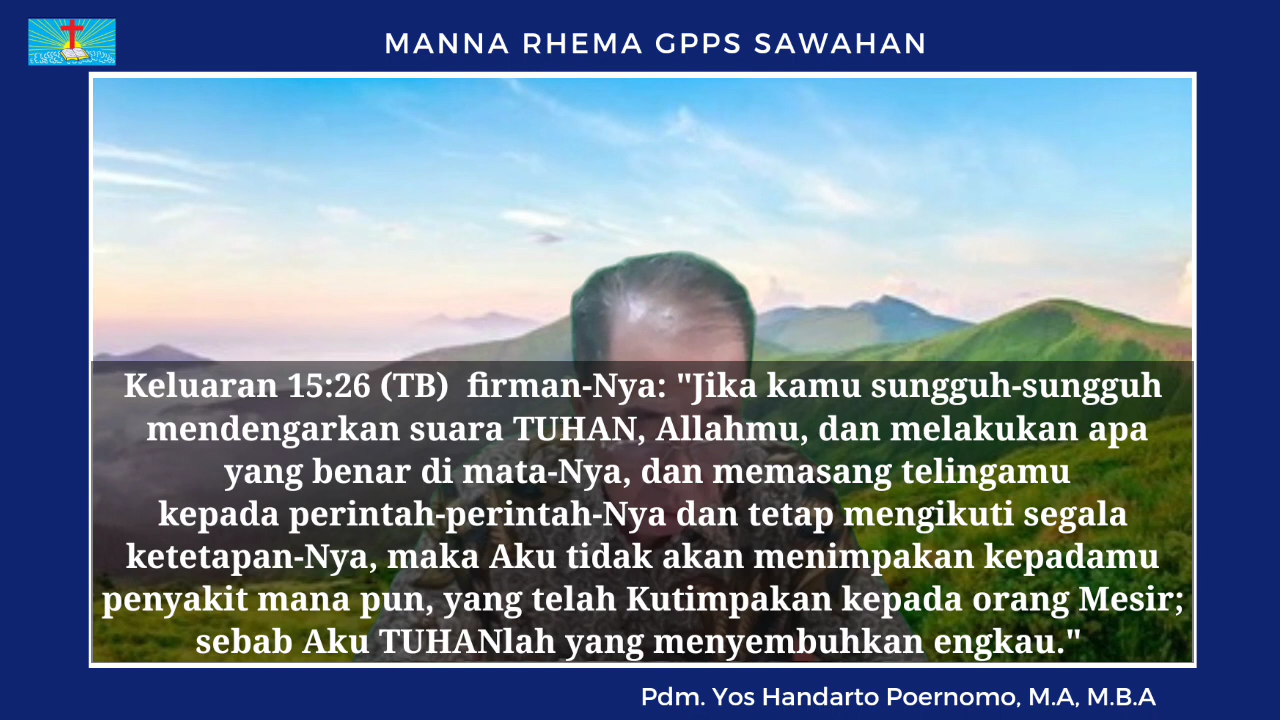 MANNA RHEMA GPPS SAWAHAN
Keluaran 15:26 (TB)  firman-Nya: "Jika kamu sungguh-sungguh
mendengarkan suara TUHAN, Allahmu, dan melakukan apa
yang benar di mata-Nya, dan memasang telingamu
kepada perintah-perintah-Nya dan tetap mengikuti segala
ketetapan-Nya, maka Aku tidak akan menimpakan kepadamu
penyakit mana pun, yang telah Kutimpakan kepada orang Mesir;
sebab Aku TUHANlah yang menyembuhkan engkau."
Pdm. Yos Handarto Poernomo, M.A, M.B.A